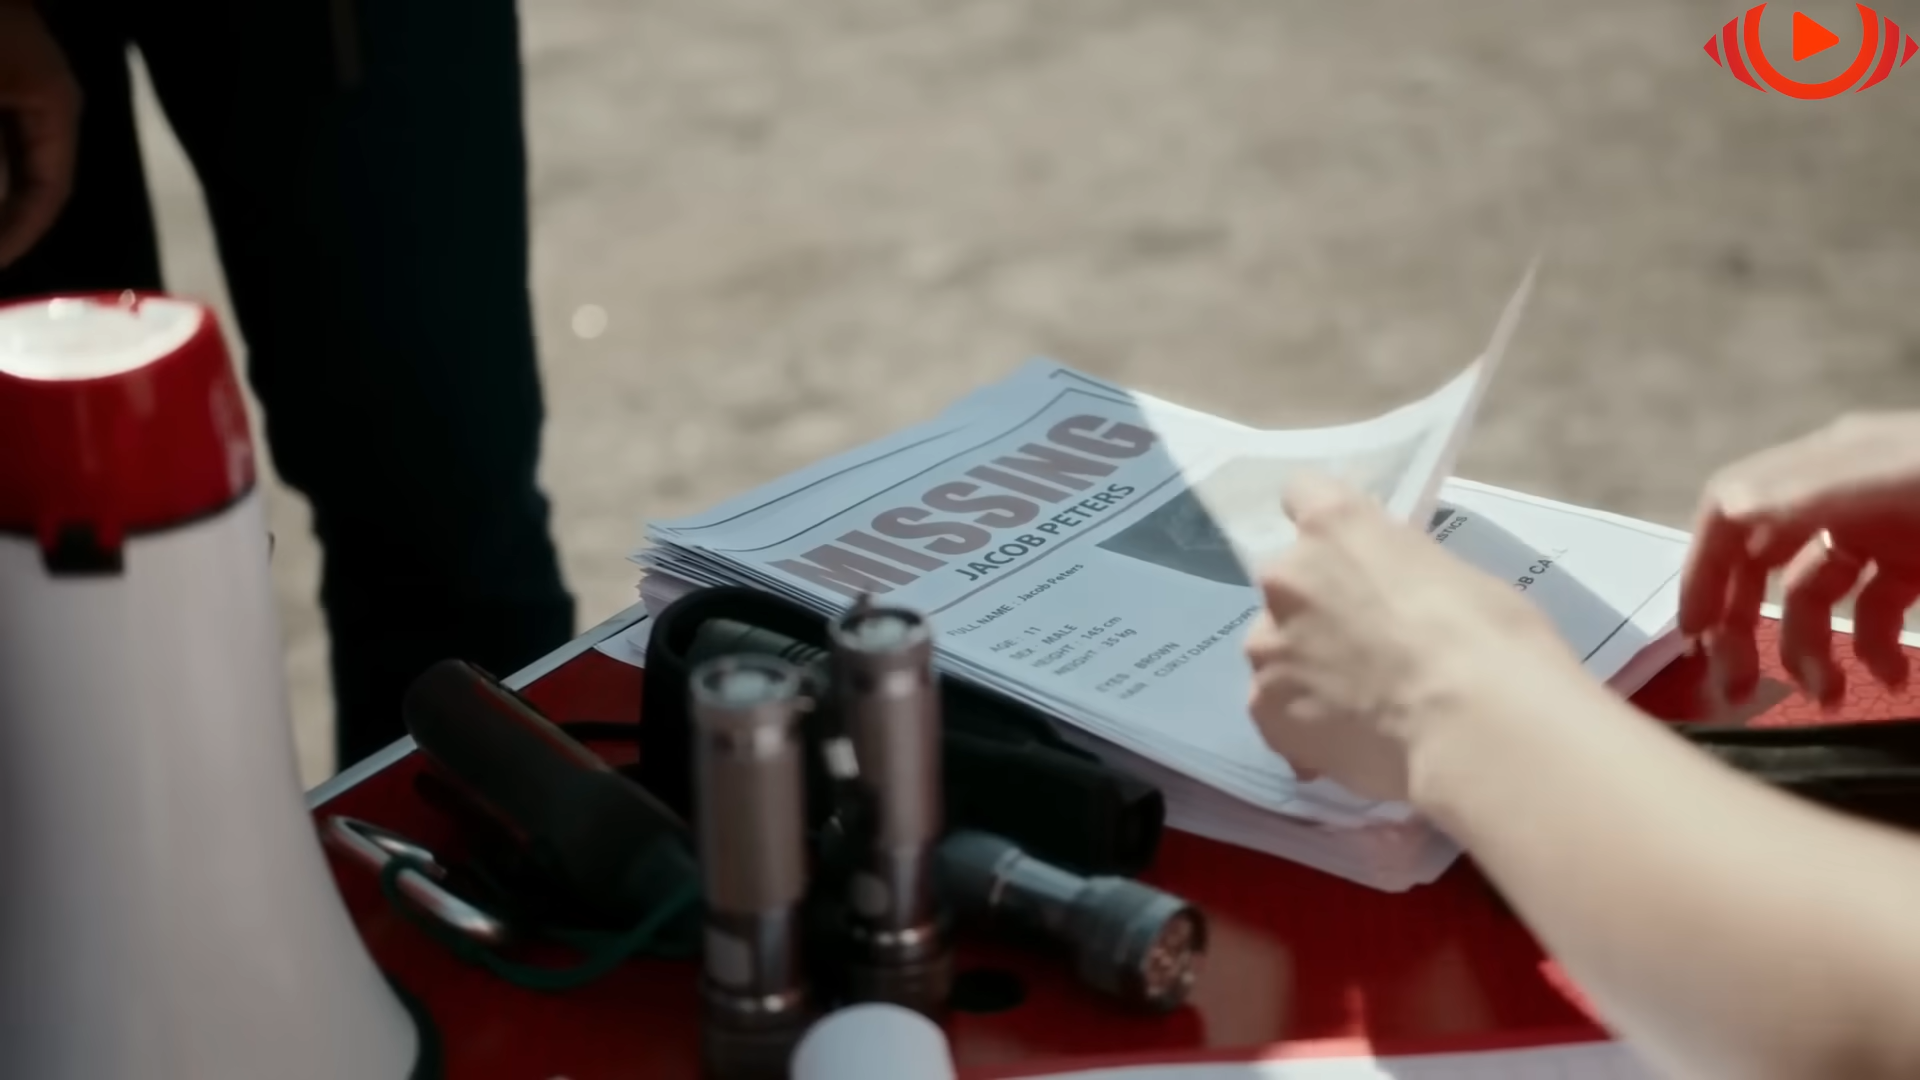 MISSING
JACOB PETERS
FULL NAME : Jacob Peters
AGE : 11
SEX : MALE
HEIGHT : 145 cm
WEIGHT : 35 kg
EYES : BROWN
HAIR : CURLY DARK BROWN